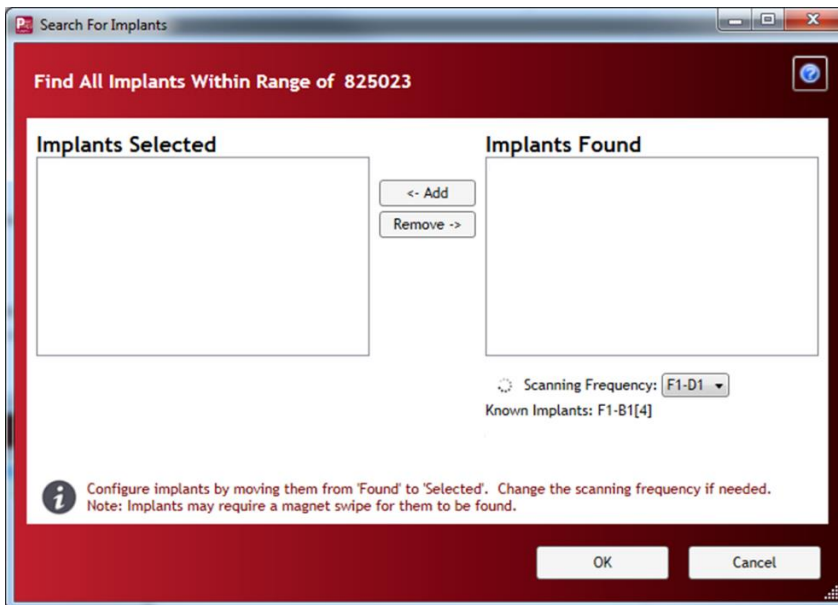 Search For Implants
Find All Implants Within Range of 825023
Implants Selected
Implants Found
<- Add
Remove ->
Scanning Frequency: F1-D1
Known Implants: F1-B1[4]
Configure implants by moving them from 'Found' to 'Selected'. Change the scanning frequency if needed.
Note: Implants may require a magnet swipe for them to be found.
OK
Cancel